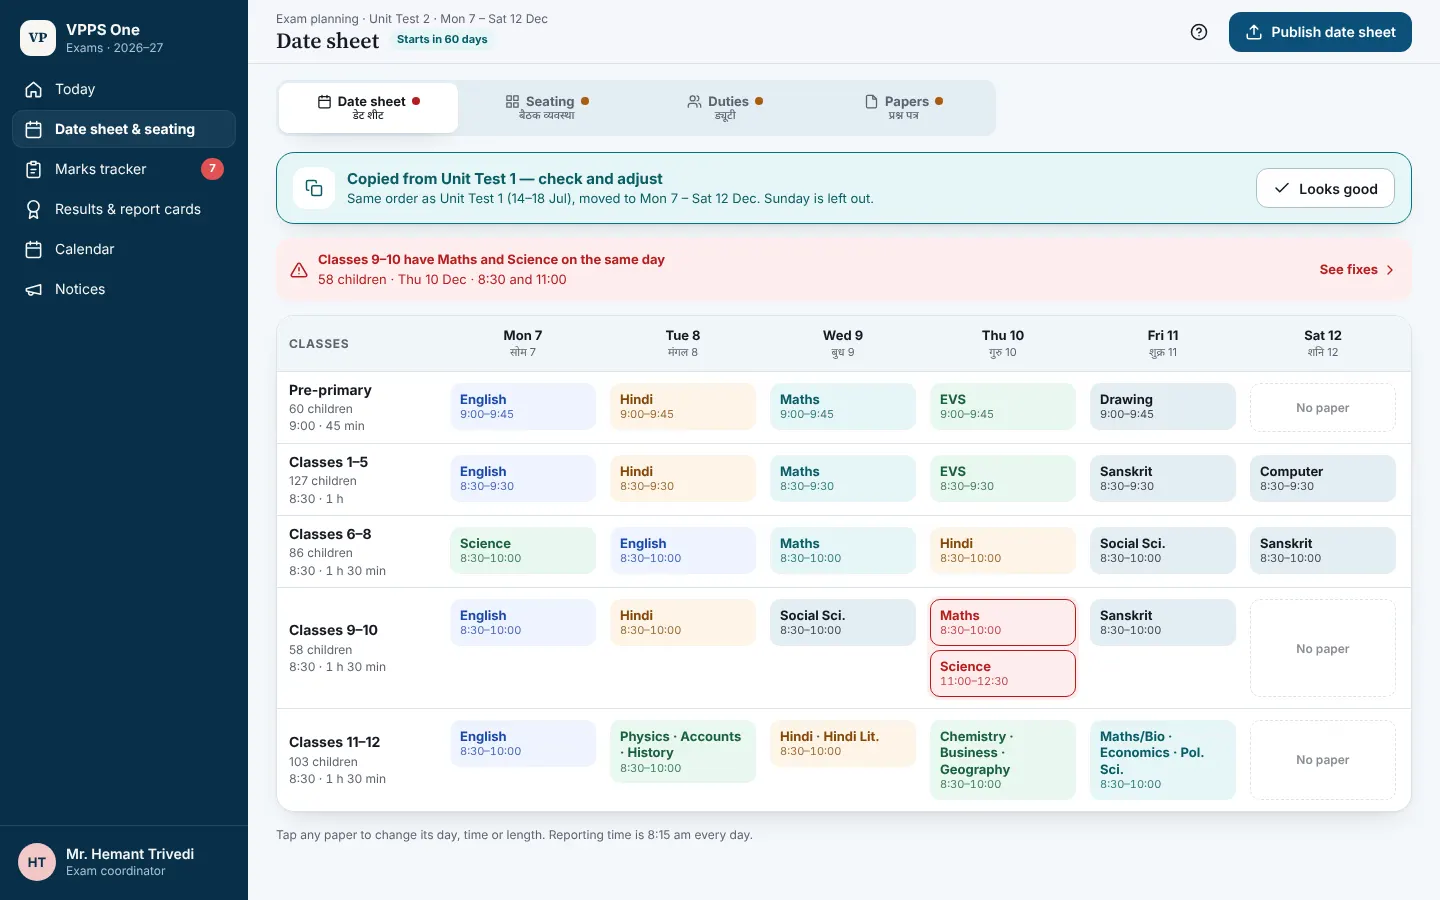 VP
VPPS One
Exams · 2026–27
Today
Date sheet & seating
Marks tracker
7
Results & report cards
Calendar
Notices
HT
Mr. Hemant Trivedi
Exam coordinator
Exam planning · Unit Test 2 · Mon 7 – Sat 12 Dec
Date sheet
Starts in 60 days
Publish date sheet
Date sheet
डेट शीट
Seating
बैठक व्यवस्था
Duties
ड्यूटी
Papers
प्रश्न पत्र
Copied from Unit Test 1 — check and adjust
Same order as Unit Test 1 (14–18 Jul), moved to Mon 7 – Sat 12 Dec. Sunday is left out.
Looks good
Classes 9–10 have Maths and Science on the same day
58 children · Thu 10 Dec · 8:30 and 11:00
See fixes
CLASSES
Mon 7
सोम 7
Tue 8
मंगल 8
Wed 9
बुध 9
Thu 10
गुरु 10
Fri 11
शुक्र 11
Sat 12
शनि 12
Pre-primary
60 children
9:00 · 45 min
English
9:00–9:45
Hindi
9:00–9:45
Maths
9:00–9:45
EVS
9:00–9:45
Drawing
9:00–9:45
No paper
Classes 1–5
127 children
8:30 · 1 h
English
8:30–9:30
Hindi
8:30–9:30
Maths
8:30–9:30
EVS
8:30–9:30
Sanskrit
8:30–9:30
Computer
8:30–9:30
Classes 6–8
86 children
8:30 · 1 h 30 min
Science
8:30–10:00
English
8:30–10:00
Maths
8:30–10:00
Hindi
8:30–10:00
Social Sci.
8:30–10:00
Sanskrit
8:30–10:00
Classes 9–10
58 children
8:30 · 1 h 30 min
English
8:30–10:00
Hindi
8:30–10:00
Social Sci.
8:30–10:00
Maths
8:30–10:00
Science
11:00–12:30
Sanskrit
8:30–10:00
No paper
Classes 11–12
103 children
8:30 · 1 h 30 min
English
8:30–10:00
Physics · Accounts
· History
8:30–10:00
Hindi · Hindi Lit.
8:30–10:00
Chemistry ·
Business ·
Geography
8:30–10:00
Maths/Bio ·
Economics · Pol.
Sci.
8:30–10:00
No paper
Tap any paper to change its day, time or length. Reporting time is 8:15 am every day.